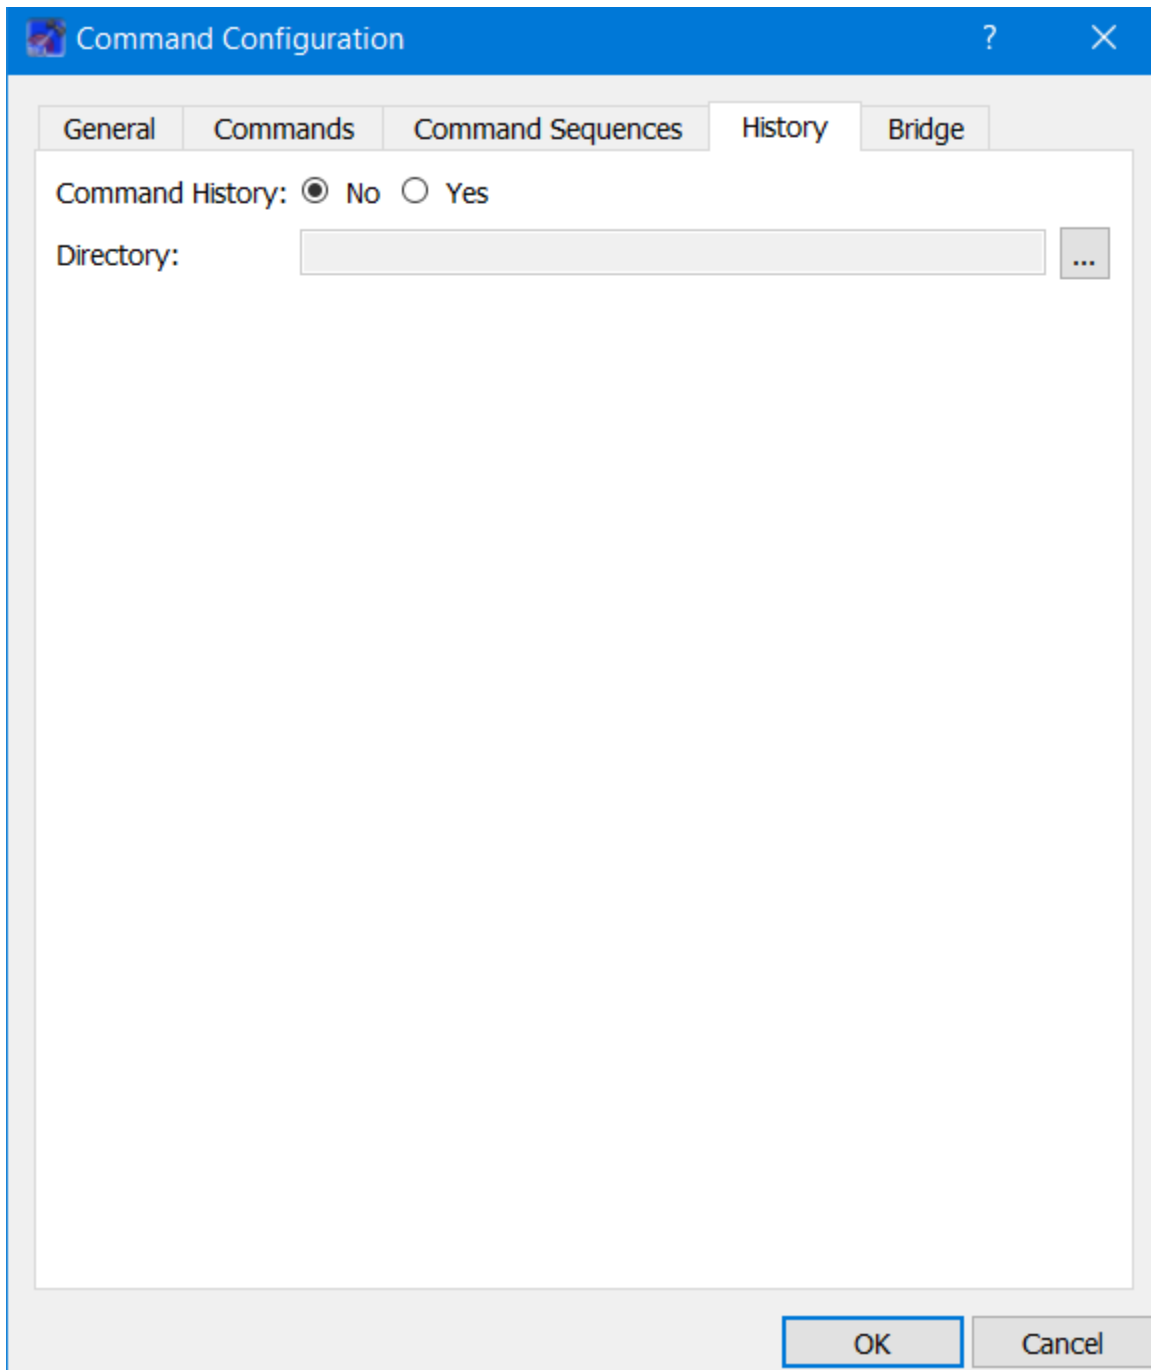 Command Configuration ?
General Commands Command Sequences History Bridge
Command History: No Yes
Directory: ...
OK Cancel